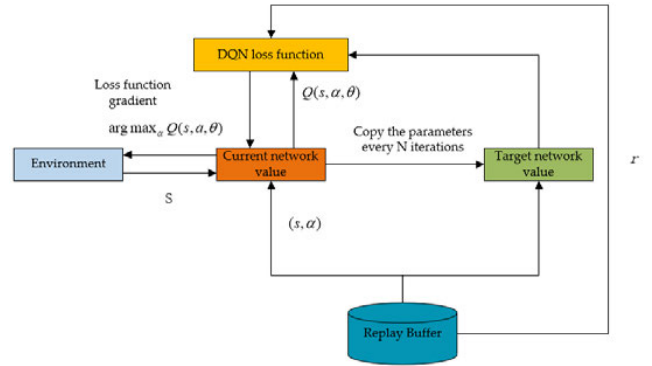 DQN loss function
Loss function
gradient
Q(s,α,θ)
arg max_α Q(s,α,θ)
Copy the parameters
every N iterations
Environment
Current network
value
Target network
value
r
S
(s,α)
Replay Buffer